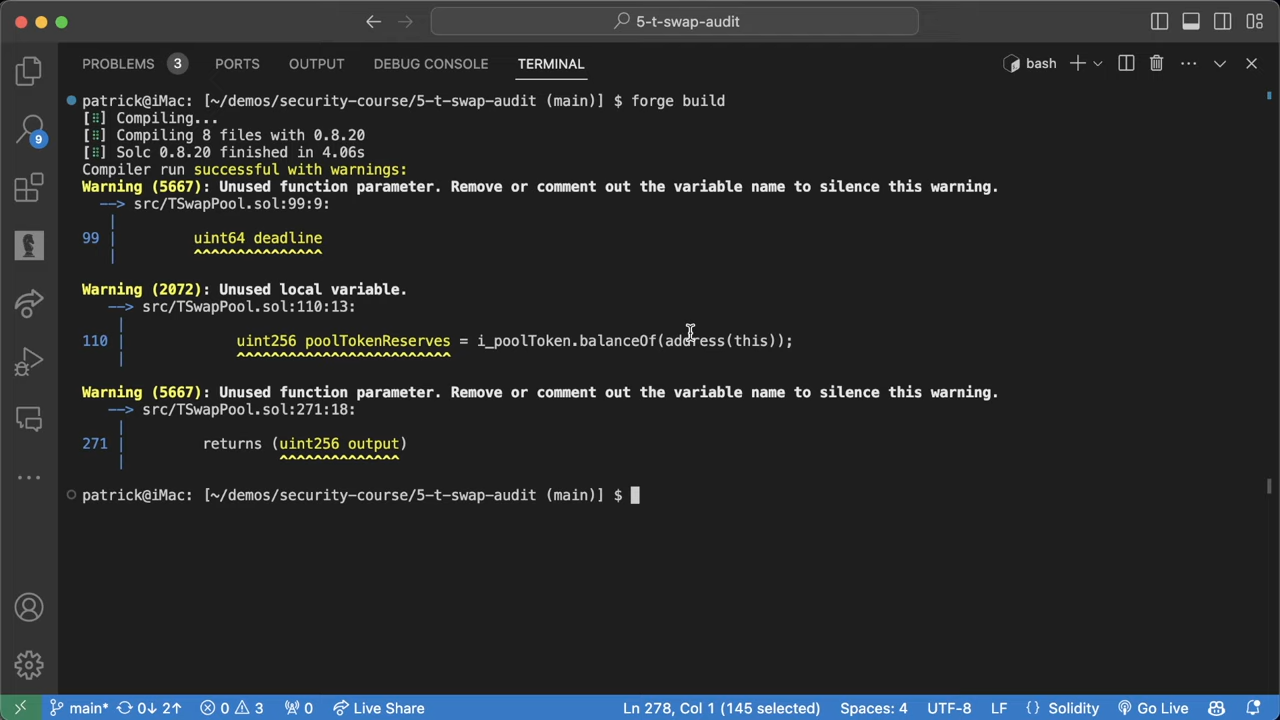 5-t-swap-audit
PROBLEMS 3 PORTS OUTPUT DEBUG CONSOLE TERMINAL bash
patrick@iMac: [~/demos/security-course/5-t-swap-audit (main)] $ forge build
[⠿] Compiling...
[⠿] Compiling 8 files with 0.8.20
[⠿] Solc 0.8.20 finished in 4.06s
Compiler run successful with warnings:
Warning (5667): Unused function parameter. Remove or comment out the variable name to silence this warning.
--> src/TSwapPool.sol:99:9:
|
99 | uint64 deadline
| ^^^^^^^^^^^^^^^
Warning (2072): Unused local variable.
--> src/TSwapPool.sol:110:13:
|
110 | uint256 poolTokenReserves = i_poolToken.balanceOf(address(this));
| ^^^^^^^^^^^^^^^^^^^^^^^^^
Warning (5667): Unused function parameter. Remove or comment out the variable name to silence this warning.
--> src/TSwapPool.sol:271:18:
|
271 | returns (uint256 output)
| ^^^^^^^^^^^^^^
patrick@iMac: [~/demos/security-course/5-t-swap-audit (main)] $
9
main* 0↓ 2↑ 0 3 0 Live Share Ln 278, Col 1 (145 selected) Spaces: 4 UTF-8 LF {} Solidity Go Live